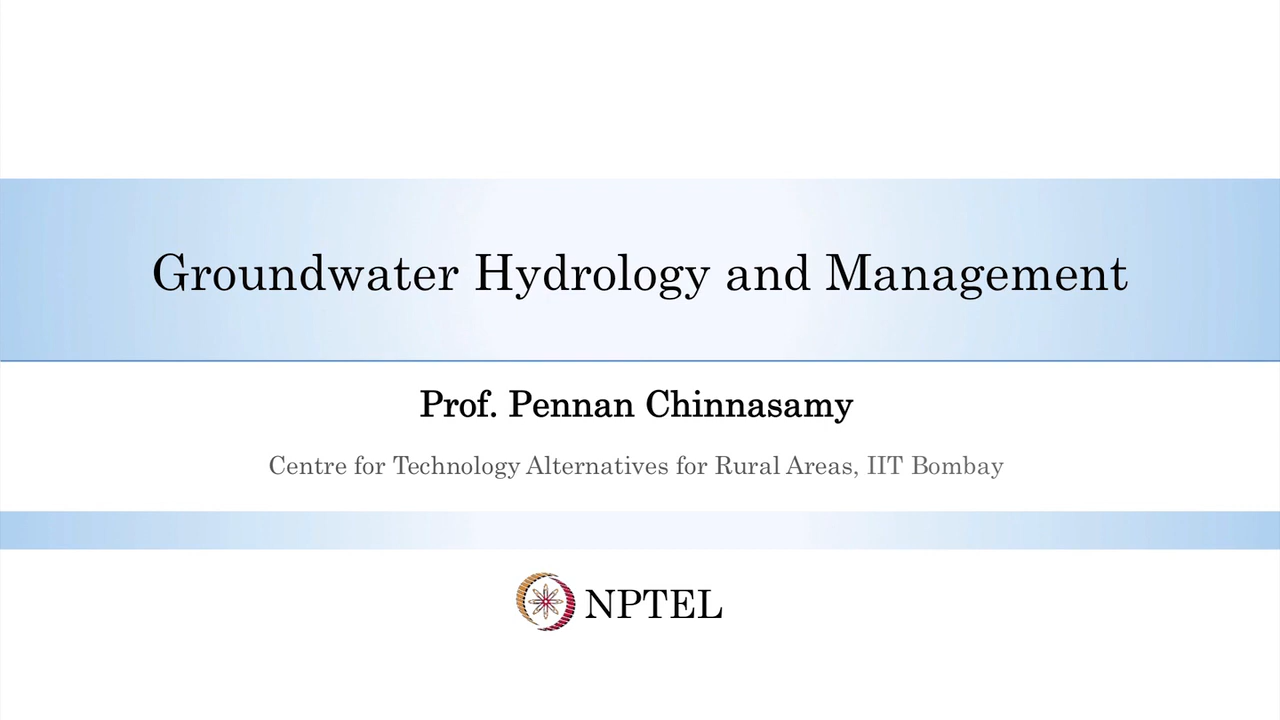 Groundwater Hydrology and Management
Prof. Pennan Chinnasamy
Centre for Technology Alternatives for Rural Areas, IIT Bombay
NPTEL